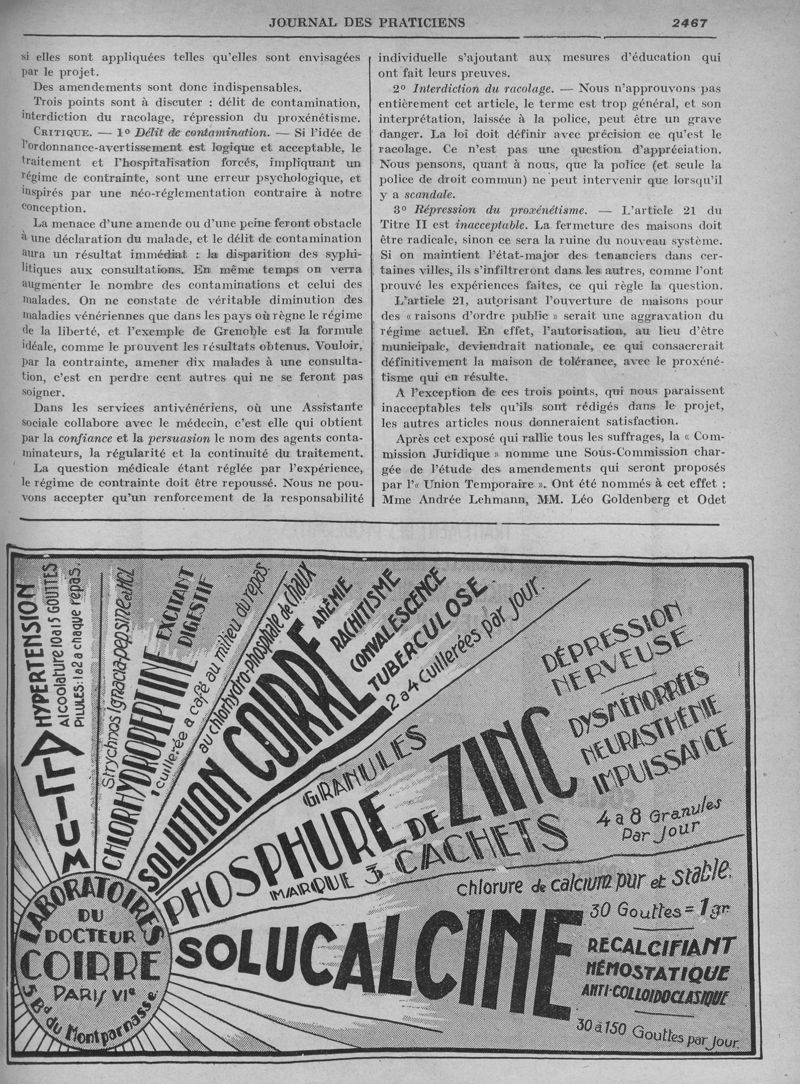 JOURNAL DES PRATICIENS
2467
si elles sont appliquées telles qu'elles sont envisagées
par le projet.
Des amendements sont donc indispensables.
Trois points sont à discuter : délit de contamination,
interdiction du racolage, répression du proxénétisme.
CRITIQUE. — 1º Délit de contamination. — Si l'idée de
l'ordonnance-avertissement est logique et acceptable, le
traitement et l'hospitalisation forcés, impliquant un
régime de contrainte, sont une erreur psychologique, et
inspirés par une néo-réglementation contraire à notre
conception.
La menace d'une amende ou d'une peine feront obstacle
à une déclaration du malade, et le délit de contamination
aura un résultat immédiat : la disparition des syphi-
litiques aux consultations. En même temps on verra
augmenter le nombre des contaminations et celui des
malades. On ne constate de véritable diminution des
maladies vénériennes que dans les pays où règne le régime
de la liberté, et l'exemple de Grenoble est la formule
idéale, comme le prouvent les résultats obtenus. Vouloir,
par la contrainte, amener dix malades à une consulta-
tion, c'est en perdre cent autres qui ne se feront pas
soigner.
Dans les services antivénériens, où une Assistante
sociale collabore avec le médecin, c'est elle qui obtient
par la confiance et la persuasion le nom des agents conta-
minateurs, la régularité et la continuité du traitement.
La question médicale étant réglée par l'expérience,
le régime de contrainte doit être repoussé. Nous ne pou-
vons accepter qu'un renforcement de la responsabilité
individuelle s'ajoutant aux mesures d'éducation qui
ont fait leurs preuves.
2º Interdiction du racolage. — Nous n'approuvons pas
entièrement cet article, le terme est trop général, et son
interprétation, laissée à la police, peut être un grave
danger. La loi doit définir avec précision ce qu'est le
racolage. Ce n'est pas une question d'appréciation.
Nous pensons, quant à nous, que la police (et seule la
police de droit commun) ne peut intervenir que lorsqu'il
y a scandale.
3º Répression du proxénétisme. — L'article 21 du
Titre II est inacceptable. La fermeture des maisons doit
être radicale, sinon ce sera la ruine du nouveau système.
Si on maintient l'état-major des tenanciers dans cer-
taines villes, ils s'infiltreront dans les autres, comme l'ont
prouvé les expériences faites, ce qui règle la question.
L'article 21, autorisant l'ouverture de maisons pour
des « raisons d'ordre public » serait une aggravation du
régime actuel. En effet, l'autorisation, au lieu d'être
municipale, deviendrait nationale, ce qui consacrerait
définitivement la maison de tolérance, avec le proxéné-
tisme qui en résulte.
A l'exception de ces trois points, qui nous paraissent
inacceptables tels qu'ils sont rédigés dans le projet,
les autres articles nous donneraient satisfaction.
Après cet exposé qui rallie tous les suffrages, la « Com-
mission Juridique » nomme une Sous-Commission char-
gée de l'étude des amendements qui seront proposés
par l'« Union Temporaire ». Ont été nommés à cet effet :
Mme Andrée Lehmann, MM. Léo Goldenberg et Odet
HYPERTENSION
Alcoolature 10 à 15 GOUTTES
PILULES: 1 à 2 à chaque repas.
Strychnos Ignacia-pepsine et HCl
CHLORHYDROPEPTINE
EXCITANT
DIGESTIF
1 cuillerée a café au milieu du repas.
au chlorhydro-phosphate de CHAUX
SOLUTION COIRRE
ANÉMIE
RACHITISME
CONVALESCENCE
TUBERCULOSE
2 à 4 cuillerées par jour.
GRANULES
PHOSPHURE DE ZINC
MARQUE 3 CACHETS
DÉPRESSION
NERVEUSE
DYSMÉNORRÉES
NEURASTHÉNIE
IMPUISSANCE
4 à 8 Granules
Par Jour
chlorure de calcium pur et stable.
SOLUCALCINE
30 Gouttes = 1 gr.
RECALCIFIANT
HÉMOSTATIQUE
ANTI-COLLOIDOCLASIQUE
30 à 150 Gouttes par Jour.
LABORATOIRES
DU
DOCTEUR
COIRRE
PARIS VIe
5, Bd du Montparnasse